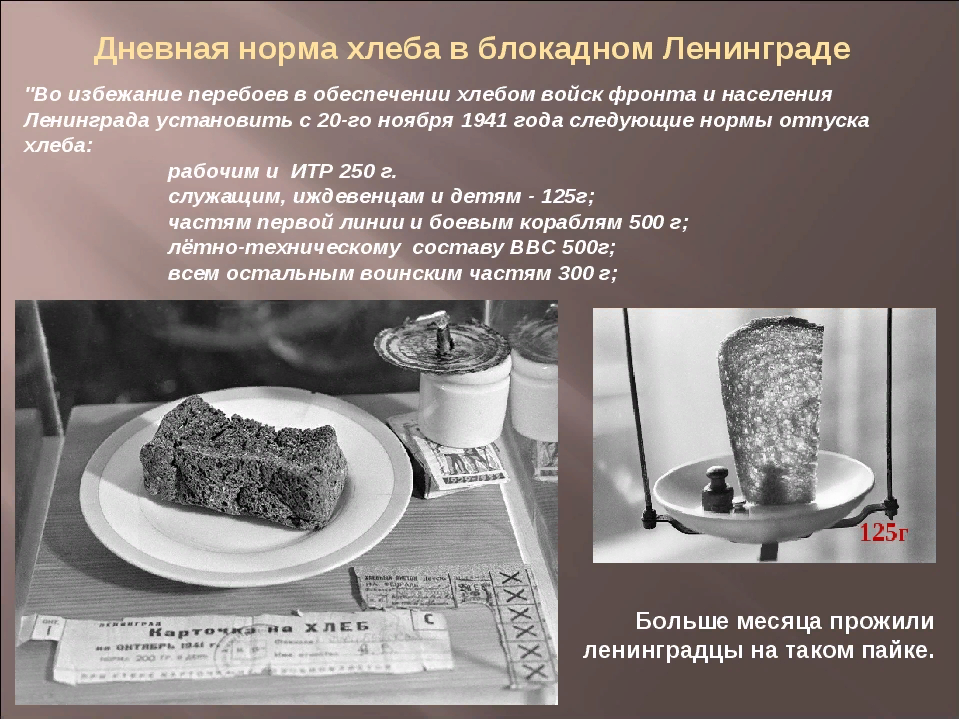 Дневная норма хлеба в блокадном Ленинграде
"Во избежание перебоев в обеспечении хлебом войск фронта и населения
Ленинграда установить с 20-го ноября 1941 года следующие нормы отпуска
хлеба:
рабочим и ИТР 250 г.
служащим, иждевенцам и детям - 125г;
частям первой линии и боевым кораблям 500 г;
лётно-техническому составу ВВС 500г;
всем остальным воинским частям 300 г;
125г
ЛЕНИНГРАД
Карточка на ХЛЕБ
С
на ОКТЯБРЬ 1941 г.
Больше месяца прожили
ленинградцы на таком пайке.